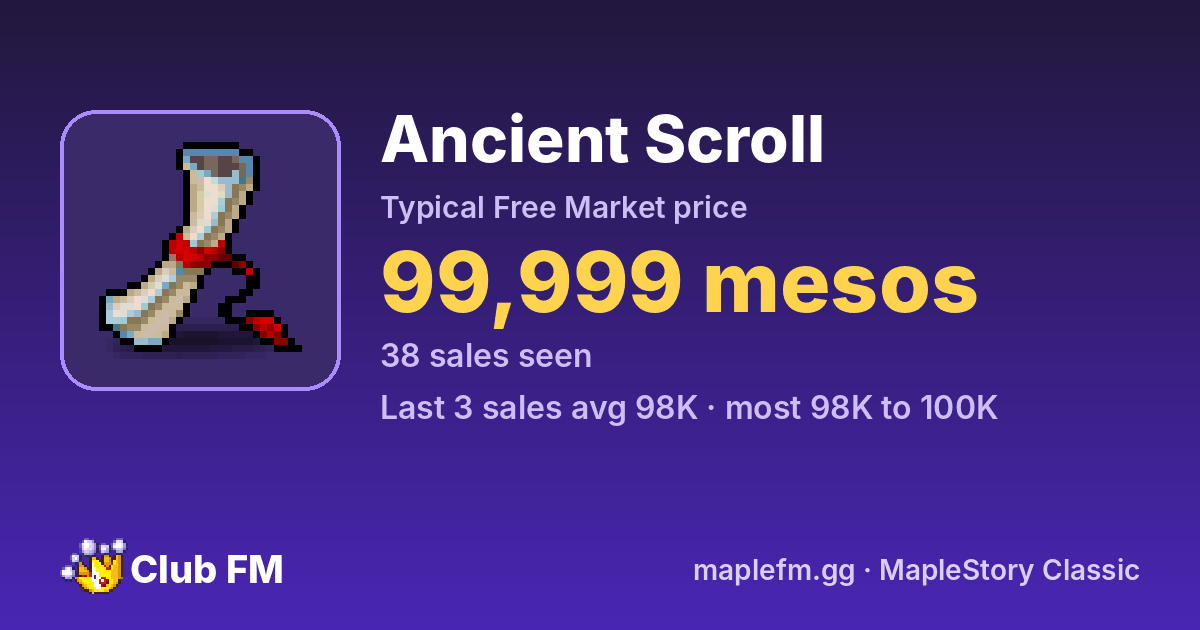 Ancient Scroll
Typical Free Market price
99,999 mesos
38 sales seen
Last 3 sales avg 98K · most 98K to 100K
Club FM
maplefm.gg · MapleStory Classic